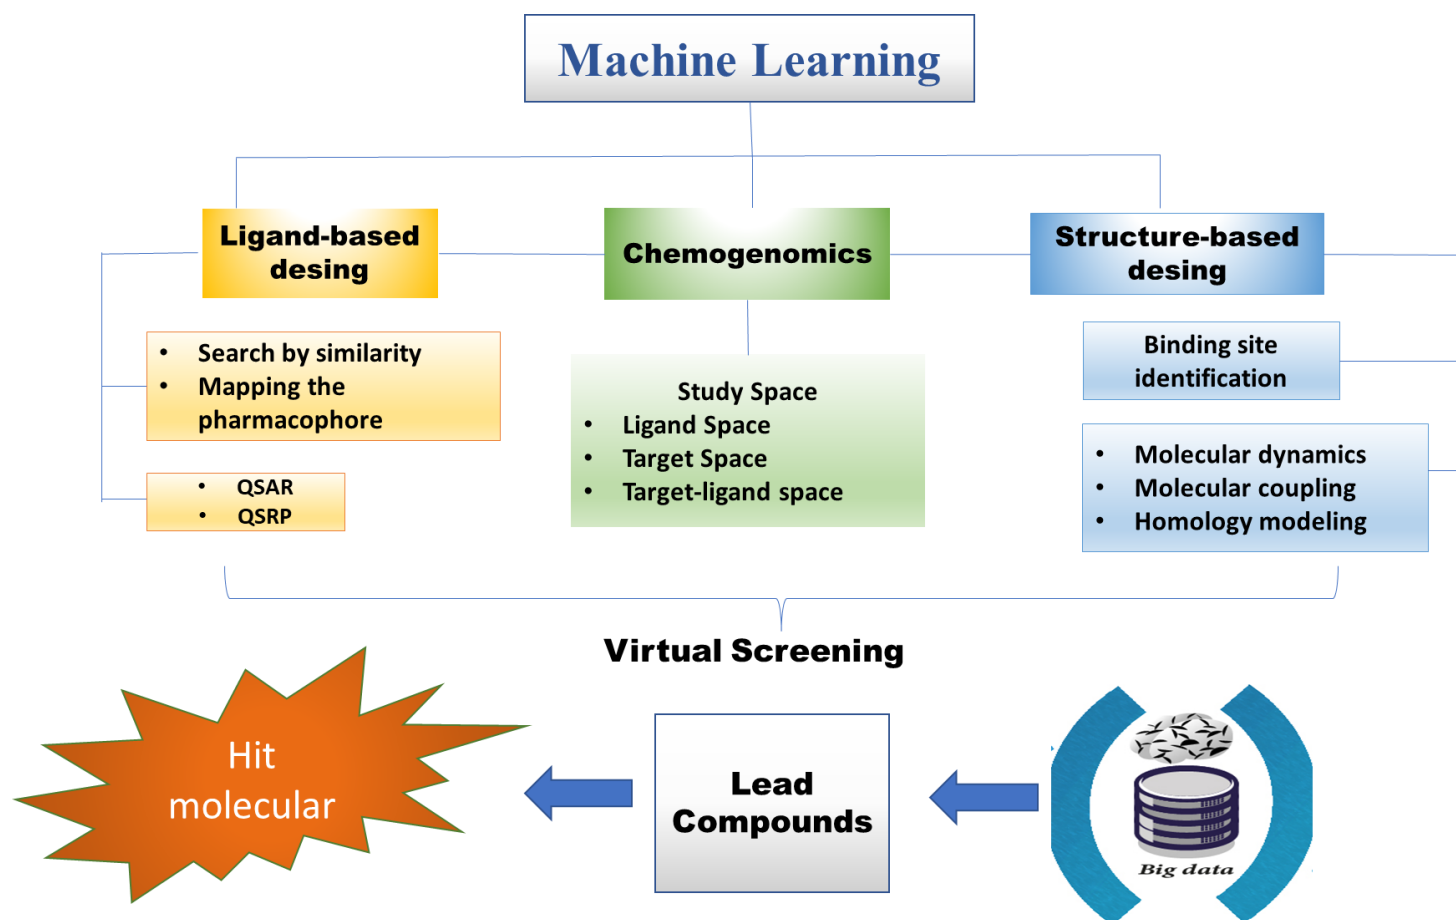 Machine Learning
Ligand-based
desing
Chemogenomics
Structure-based
desing
• Search by similarity
• Mapping the
pharmacophore
• QSAR
• QSRP
Study Space
• Ligand Space
• Target Space
• Target-ligand space
Binding site
identification
• Molecular dynamics
• Molecular coupling
• Homology modeling
Virtual Screening
Hit
molecular
Lead
Compounds
Big data